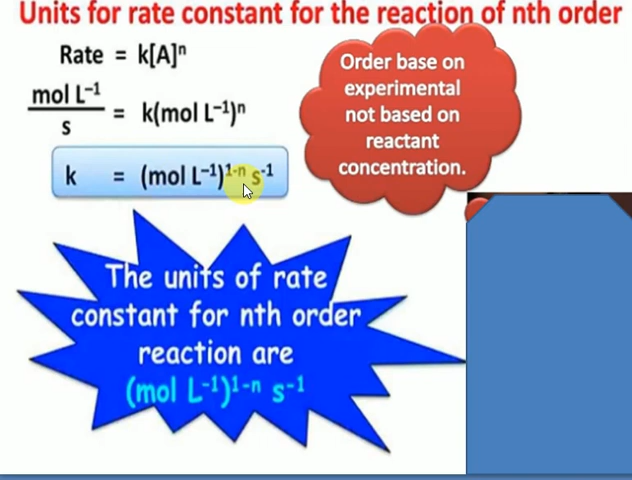 Units for rate constant for the reaction of nth order
Rate = k[A]ⁿ
mol L⁻¹
s
= k(mol L⁻¹)ⁿ
k = (mol L⁻¹)¹⁻ⁿ s⁻¹
Order base on
experimental
not based on
reactant
concentration.
The units of rate
constant for nth order
reaction are
(mol L⁻¹)¹⁻ⁿ s⁻¹